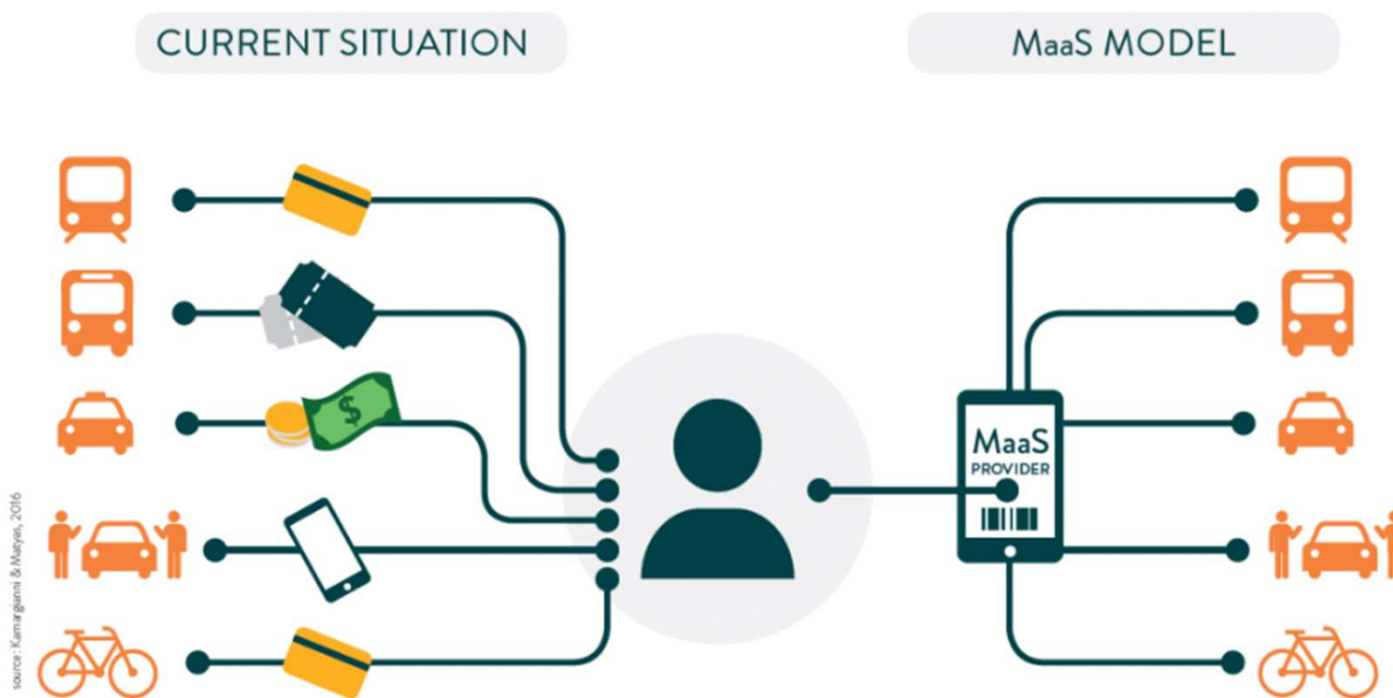 CURRENT SITUATION
MaaS MODEL
$
MaaS
PROVIDER
source: Kamargianni & Matyas, 2016